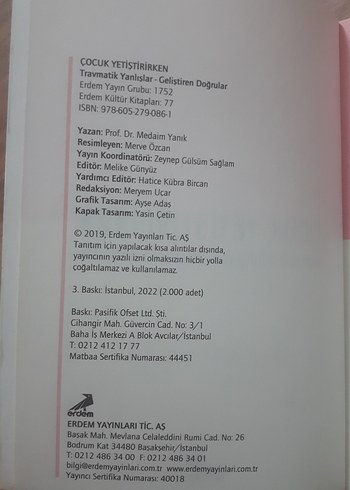 ÇOCUK YETİŞTİRİRKEN
Travmatik Yanlışlar - Geliştiren Doğrular
Erdem Yayın Grubu: 1752
Erdem Kültür Kitapları: 77
ISBN: 978-605-279-086-1
Yazan: Prof. Dr. Medaim Yanık
Resimleyen: Merve Özcan
Yayın Koordinatörü: Zeynep Gülsüm Sağlam
Editör: Melike Günyüz
Yardımcı Editör: Hatice Kübra Bircan
Redaksiyon: Meryem Ucar
Grafik Tasarım: Ayse Adas
Kapak Tasarım: Yasin Çetin
© 2019, Erdem Yayınları Tic. AŞ
Tanıtım için yapılacak kısa alıntılar dışında,
yayıncının yazılı izni olmaksızın hiçbir yolla
çoğaltılamaz ve kullanılamaz.
3. Baskı: İstanbul, 2022 (2.000 adet)
Baskı: Pasifik Ofset Ltd. Şti.
Cihangir Mah. Güvercin Cad. No: 3/1
Baha İş Merkezi A Blok Avcılar/İstanbul
T: 0212 412 17 77
Matbaa Sertifika Numarası: 44451
erdem
ERDEM YAYINLARI TİC. AŞ
Başak Mah. Mevlana Celaleddini Rumi Cad. No: 26
Bodrum Kat 34480 Başakşehir/İstanbul
T: 0212 486 34 00 F: 0212 486 34 01
bilgi@erdemyayinlari.com.tr www.erdemyayinlari.com.tr
Yayıncı Sertifika Numarası: 40018